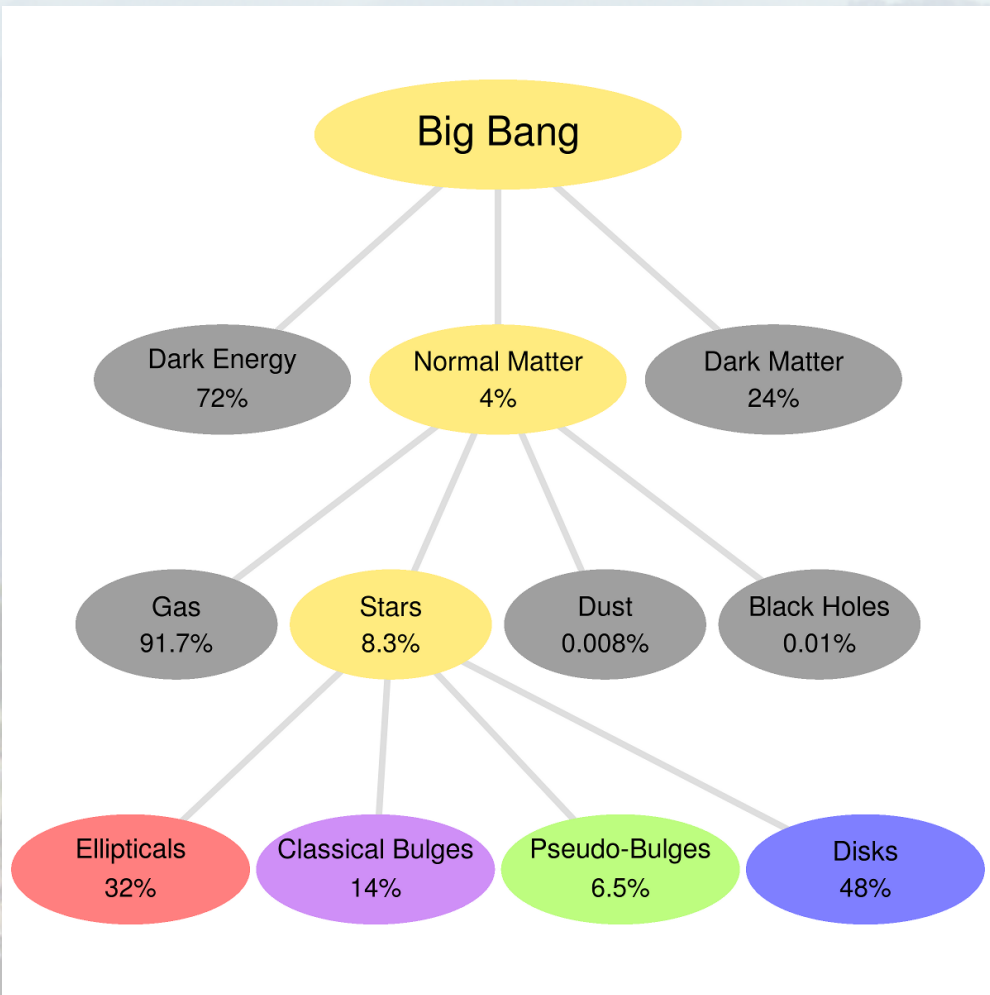 Big Bang
Dark Energy
72%
Normal Matter
4%
Dark Matter
24%
Gas
91.7%
Stars
8.3%
Dust
0.008%
Black Holes
0.01%
Ellipticals
32%
Classical Bulges
14%
Pseudo-Bulges
6.5%
Disks
48%